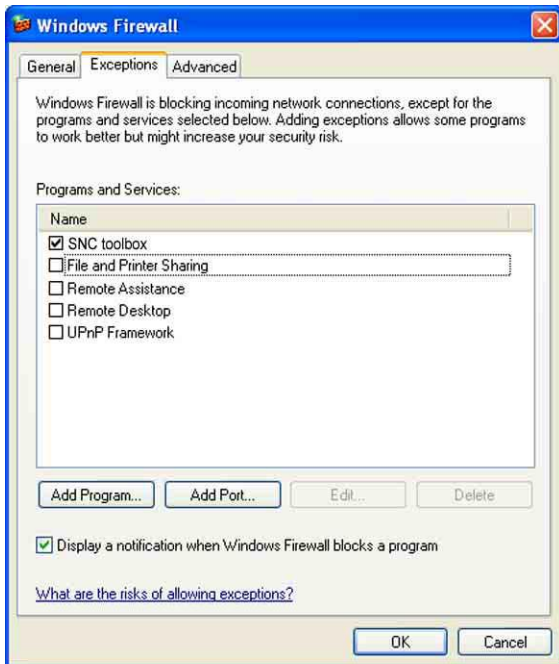 Windows Firewall
General Exceptions Advanced
Windows Firewall is blocking incoming network connections, except for the
programs and services selected below. Adding exceptions allows some programs
to work better but might increase your security risk.
Programs and Services:
Name
SNC toolbox
File and Printer Sharing
Remote Assistance
Remote Desktop
UPnP Framework
Add Program... Add Port... Edit... Delete
Display a notification when Windows Firewall blocks a program
What are the risks of allowing exceptions?
OK Cancel